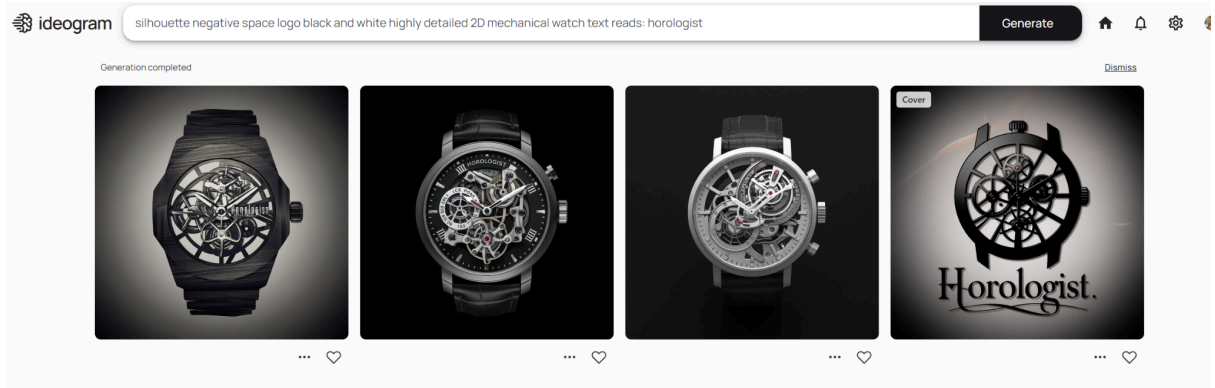 ideogram
silhouette negative space logo black and white highly detailed 2D mechanical watch text reads: horologist
Generate
Generation completed
Dismiss
HOROLOGIST
HOROLOGIST
Cover
Horologist.